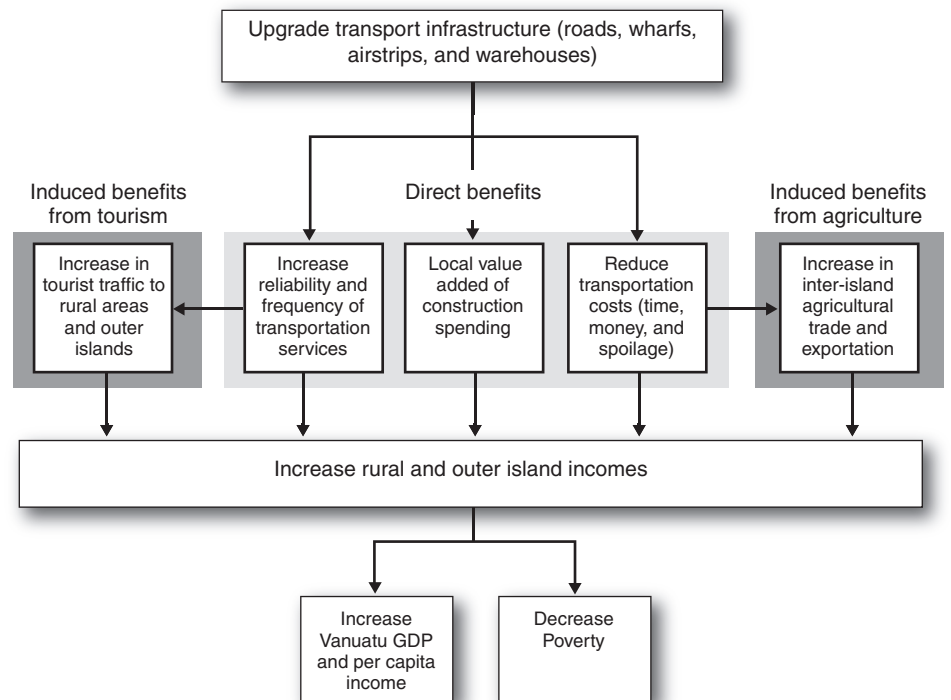 Upgrade transport infrastructure (roads, wharfs,
airstrips, and warehouses)
Induced benefits
from tourism
Direct benefits
Induced benefits
from agriculture
Increase in
tourist traffic to
rural areas
and outer
islands
Increase
reliability and
frequency of
transportation
services
Local value
added of
construction
spending
Reduce
transportation
costs (time,
money, and
spoilage)
Increase in
inter-island
agricultural
trade and
exportation
Increase rural and outer island incomes
Increase
Vanuatu GDP
and per capita
income
Decrease
Poverty